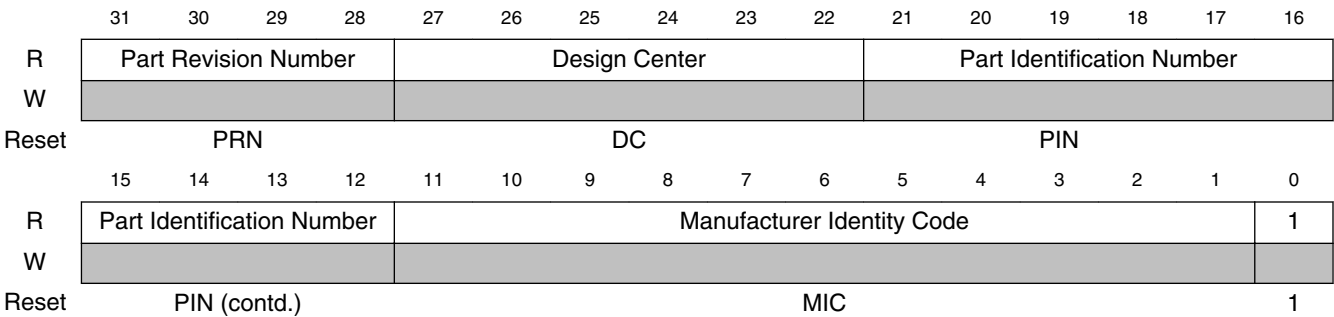 31 30 29 28 27 26 25 24 23 22 21 20 19 18 17 16
R Part Revision Number Design Center Part Identification Number
W
Reset PRN DC PIN
15 14 13 12 11 10 9 8 7 6 5 4 3 2 1 0
R Part Identification Number Manufacturer Identity Code 1
W
Reset PIN (contd.) MIC 1